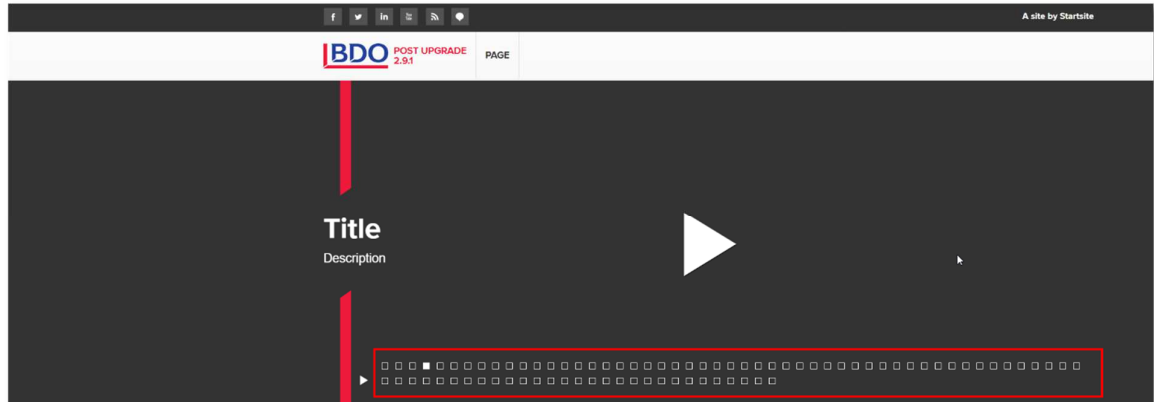 A site by Startsite
BDO POST UPGRADE
2.9.1
PAGE
Title
Description